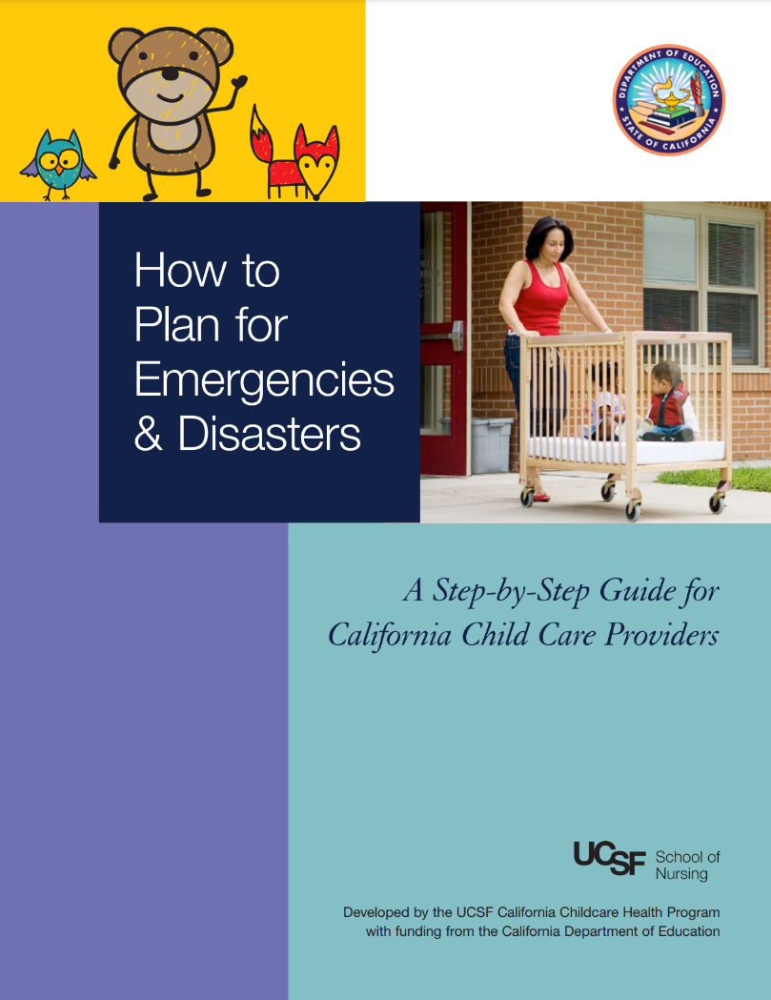 DEPARTMENT OF EDUCATION
STATE OF CALIFORNIA
How to
Plan for
Emergencies
& Disasters
A Step-by-Step Guide for
California Child Care Providers
UCSF School of
Nursing
Developed by the UCSF California Childcare Health Program
with funding from the California Department of Education